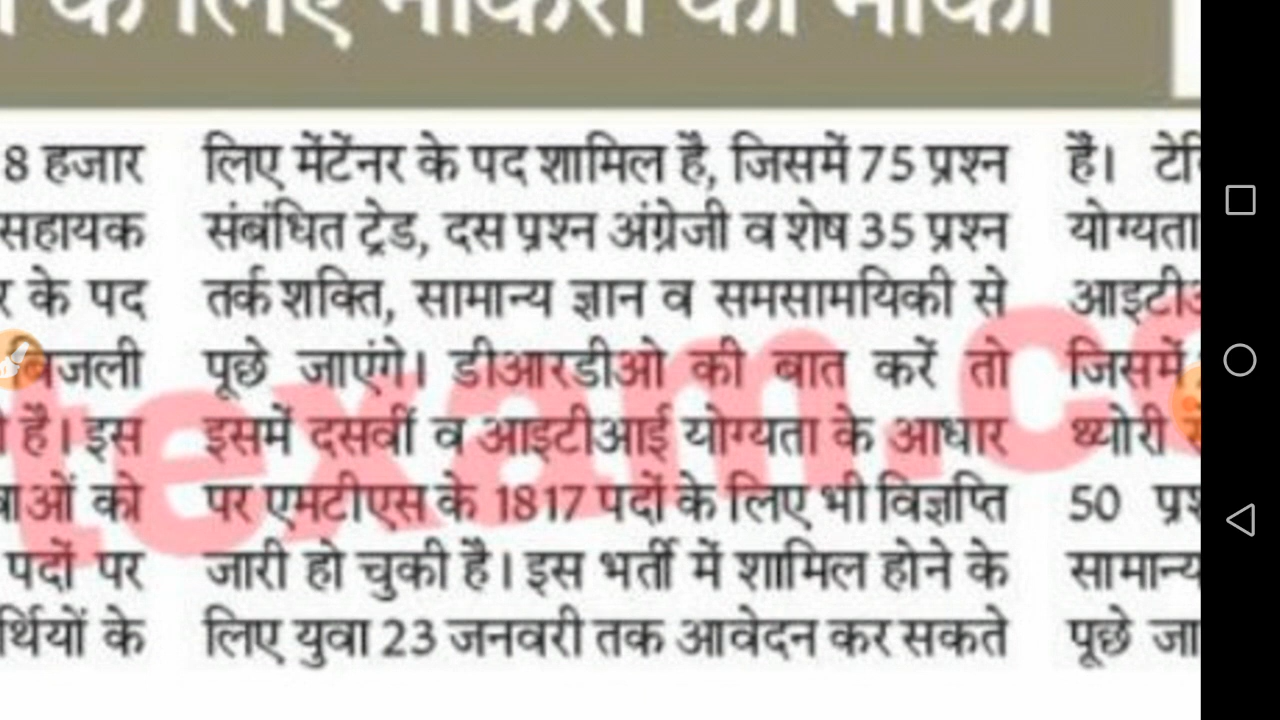 के लिए नौकरी का मौका
8 हजार
सहायक
के पद
बिजली
है। इस
को
पदों पर
के
लिए मेंटेंनर के पद शामिल है, जिसमें 75 प्रश्न
संबंधित ट्रेड, दस प्रश्न अंग्रेजी व शेष 35 प्रश्न
तर्क शक्ति, सामान्य ज्ञान व समसामयिकी से
पूछे जाएंगे। डीआरडीओ की बात करें तो
इसमें दसवीं व आइटीआई योग्यता के आधार
पर एमटीएस के 1817 पदों के लिए भी विज्ञप्ति
जारी हो चुकी है। इस भर्ती में शामिल होने के
लिए युवा 23 जनवरी तक आवेदन कर सकते
हैं।
योग्यता
जिसमें
थ्योरी
50
सामान्य
पूछे
texam.co